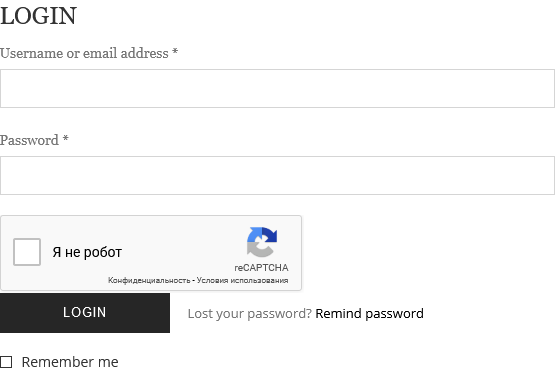 LOGIN
Username or email address *
Password *
Я не робот
reCAPTCHA
Конфиденциальность - Условия использования
LOGIN Lost your password? Remind password
Remember me